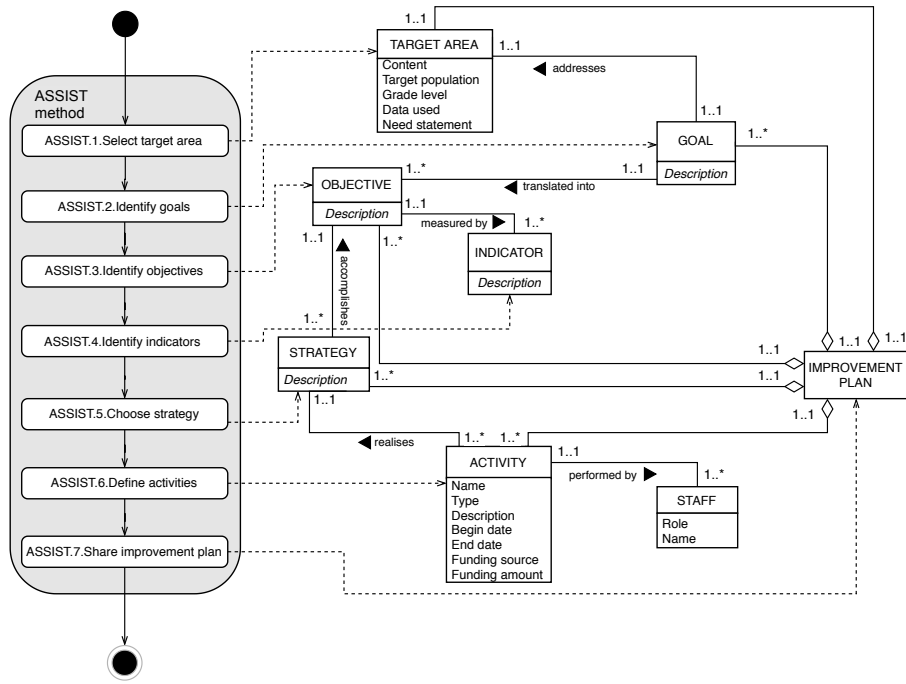 ASSIST
method
ASSIST.1.Select target area
ASSIST.2.Identify goals
ASSIST.3.Identify objectives
ASSIST.4.Identify indicators
ASSIST.5.Choose strategy
ASSIST.6.Define activities
ASSIST.7.Share improvement plan
1..1
TARGET AREA
Content
Target population
Grade level
Data used
Need statement
1..1
addresses
1..1
GOAL
Description
1..*
1..*
1..1
translated into
OBJECTIVE
Description
1..1
measured by
1..*
INDICATOR
Description
1..1
1..*
accomplishes
1..*
STRATEGY
Description
1..*
1..1
1..1
1..1
1..1
1..1
IMPROVEMENT
PLAN
1..1
1..1
realises
1..*
1..*
ACTIVITY
Name
Type
Description
Begin date
End date
Funding source
Funding amount
1..1
performed by
1..*
STAFF
Role
Name